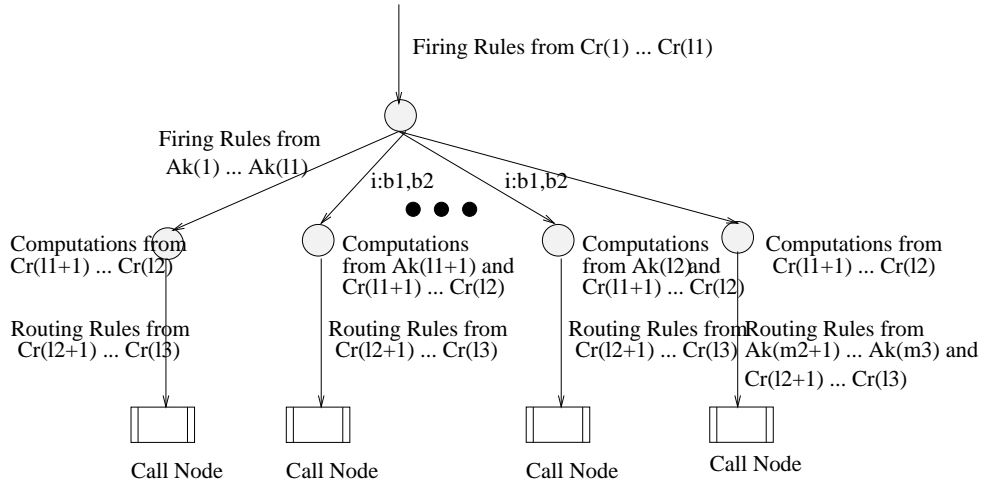 Firing Rules from Cr(1) ... Cr(l1)
Firing Rules from
Ak(1) ... Ak(l1)
i:b1,b2
i:b1,b2
Computations from
Cr(l1+1) ... Cr(l2)
Computations
from Ak(l1+1) and
Cr(l1+1) ... Cr(l2)
Computations
from Ak(l2)and
Cr(l1+1) ... Cr(l2)
Computations from
Cr(l1+1) ... Cr(l2)
Routing Rules from
Cr(l2+1) ... Cr(l3)
Routing Rules from
Cr(l2+1) ... Cr(l3)
Routing Rules from
Cr(l2+1) ... Cr(l3)
Routing Rules from
Ak(m2+1) ... Ak(m3) and
Cr(l2+1) ... Cr(l3)
Call Node
Call Node
Call Node
Call Node